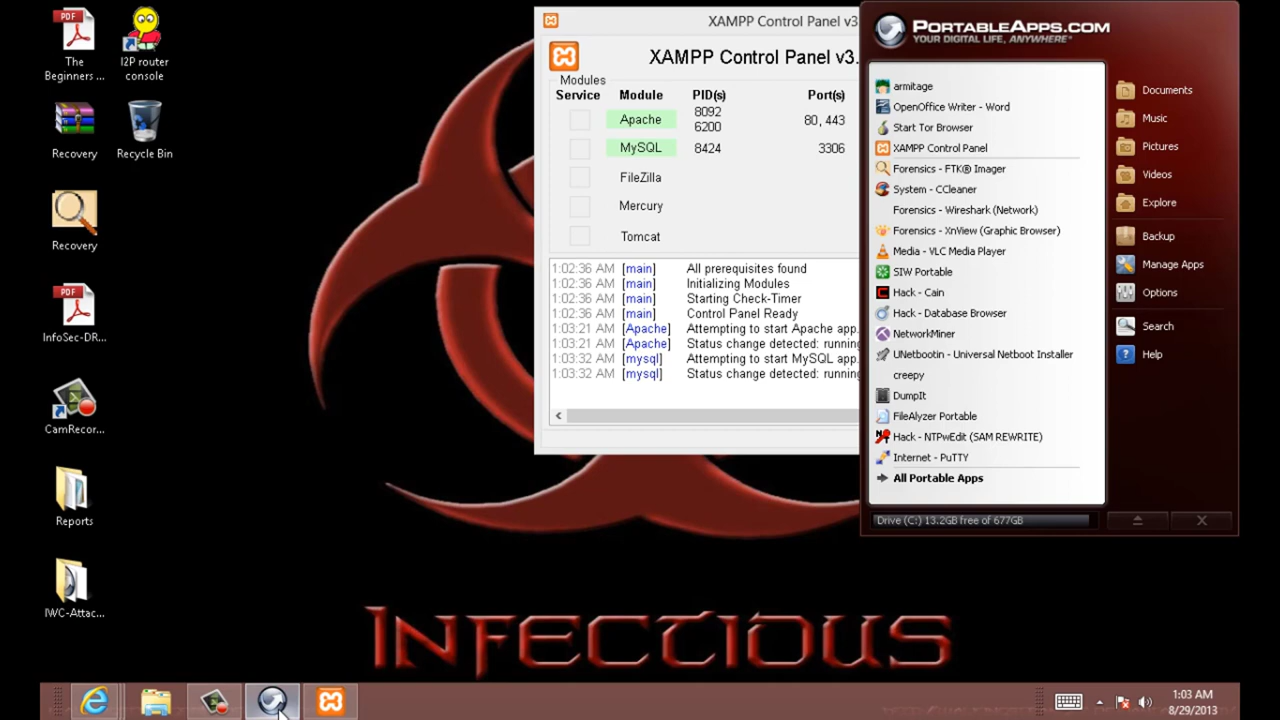 The
Beginners ...
I2P router
console
Recovery
Recycle Bin
Recovery
InfoSec-DR...
CamRecor...
Reports
IWC-Attac...
XAMPP Control Panel v3
XAMPP Control Panel v3.
Modules
Service Module PID(s) Port(s)
Apache 8092 6200 80, 443
MySQL 8424 3306
FileZilla
Mercury
Tomcat
1:02:36 AM [main] All prerequisites found
1:02:36 AM [main] Initializing Modules
1:02:36 AM [main] Starting Check-Timer
1:02:36 AM [main] Control Panel Ready
1:03:21 AM [Apache] Attempting to start Apache app.
1:03:21 AM [Apache] Status change detected: running
1:03:32 AM [mysql] Attempting to start MySQL app.
1:03:32 AM [mysql] Status change detected: running
PORTABLEAPPS.COM
YOUR DIGITAL LIFE, ANYWHERE®
armitage
OpenOffice Writer - Word
Start Tor Browser
XAMPP Control Panel
Forensics - FTK® Imager
System - CCleaner
Forensics - Wireshark (Network)
Forensics - XnView (Graphic Browser)
Media - VLC Media Player
SIW Portable
Hack - Cain
Hack - Database Browser
NetworkMiner
UNetbootin - Universal Netboot Installer
creepy
DumpIt
FileAlyzer Portable
Hack - NTPwEdit (SAM REWRITE)
Internet - PuTTY
All Portable Apps
Drive (C:) 13.2GB free of 677GB
Documents
Music
Pictures
Videos
Explore
Backup
Manage Apps
Options
Search
Help
INFECTIOUS
1:03 AM
8/29/2013